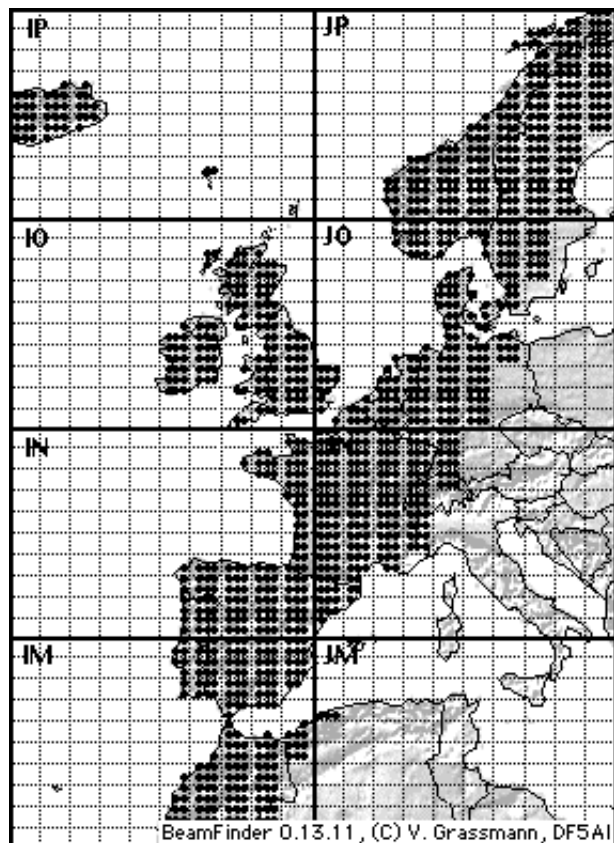 IP JP
IO JO
IN
IM JM
BeamFinder 0.13.11, (C) V. Grassmann, DF5AI